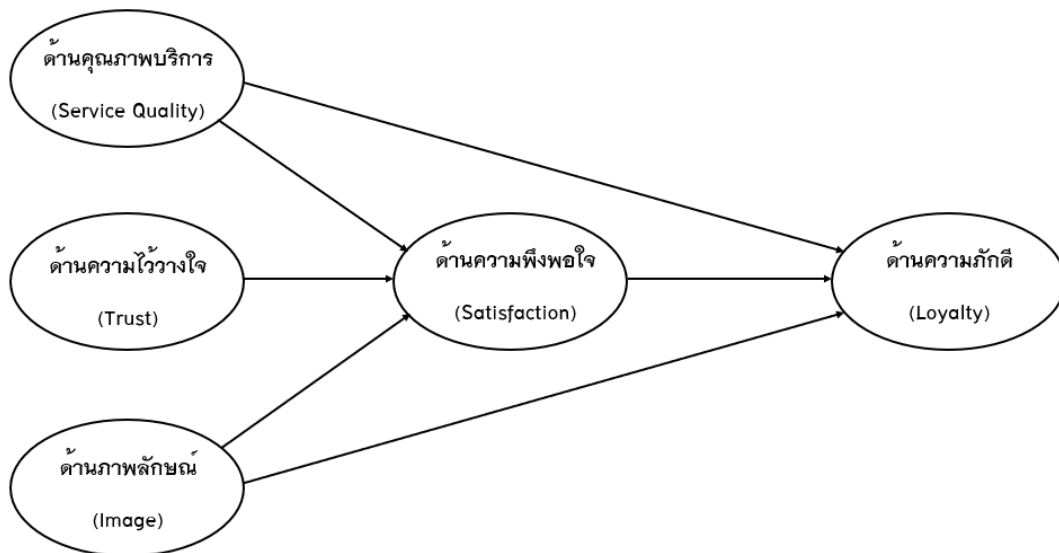 ด้านคุณภาพบริการ
(Service Quality)
ด้านความไว้วางใจ
(Trust)
ด้านความพึงพอใจ
(Satisfaction)
ด้านความภักดี
(Loyalty)
ด้านภาพลักษณ์
(Image)